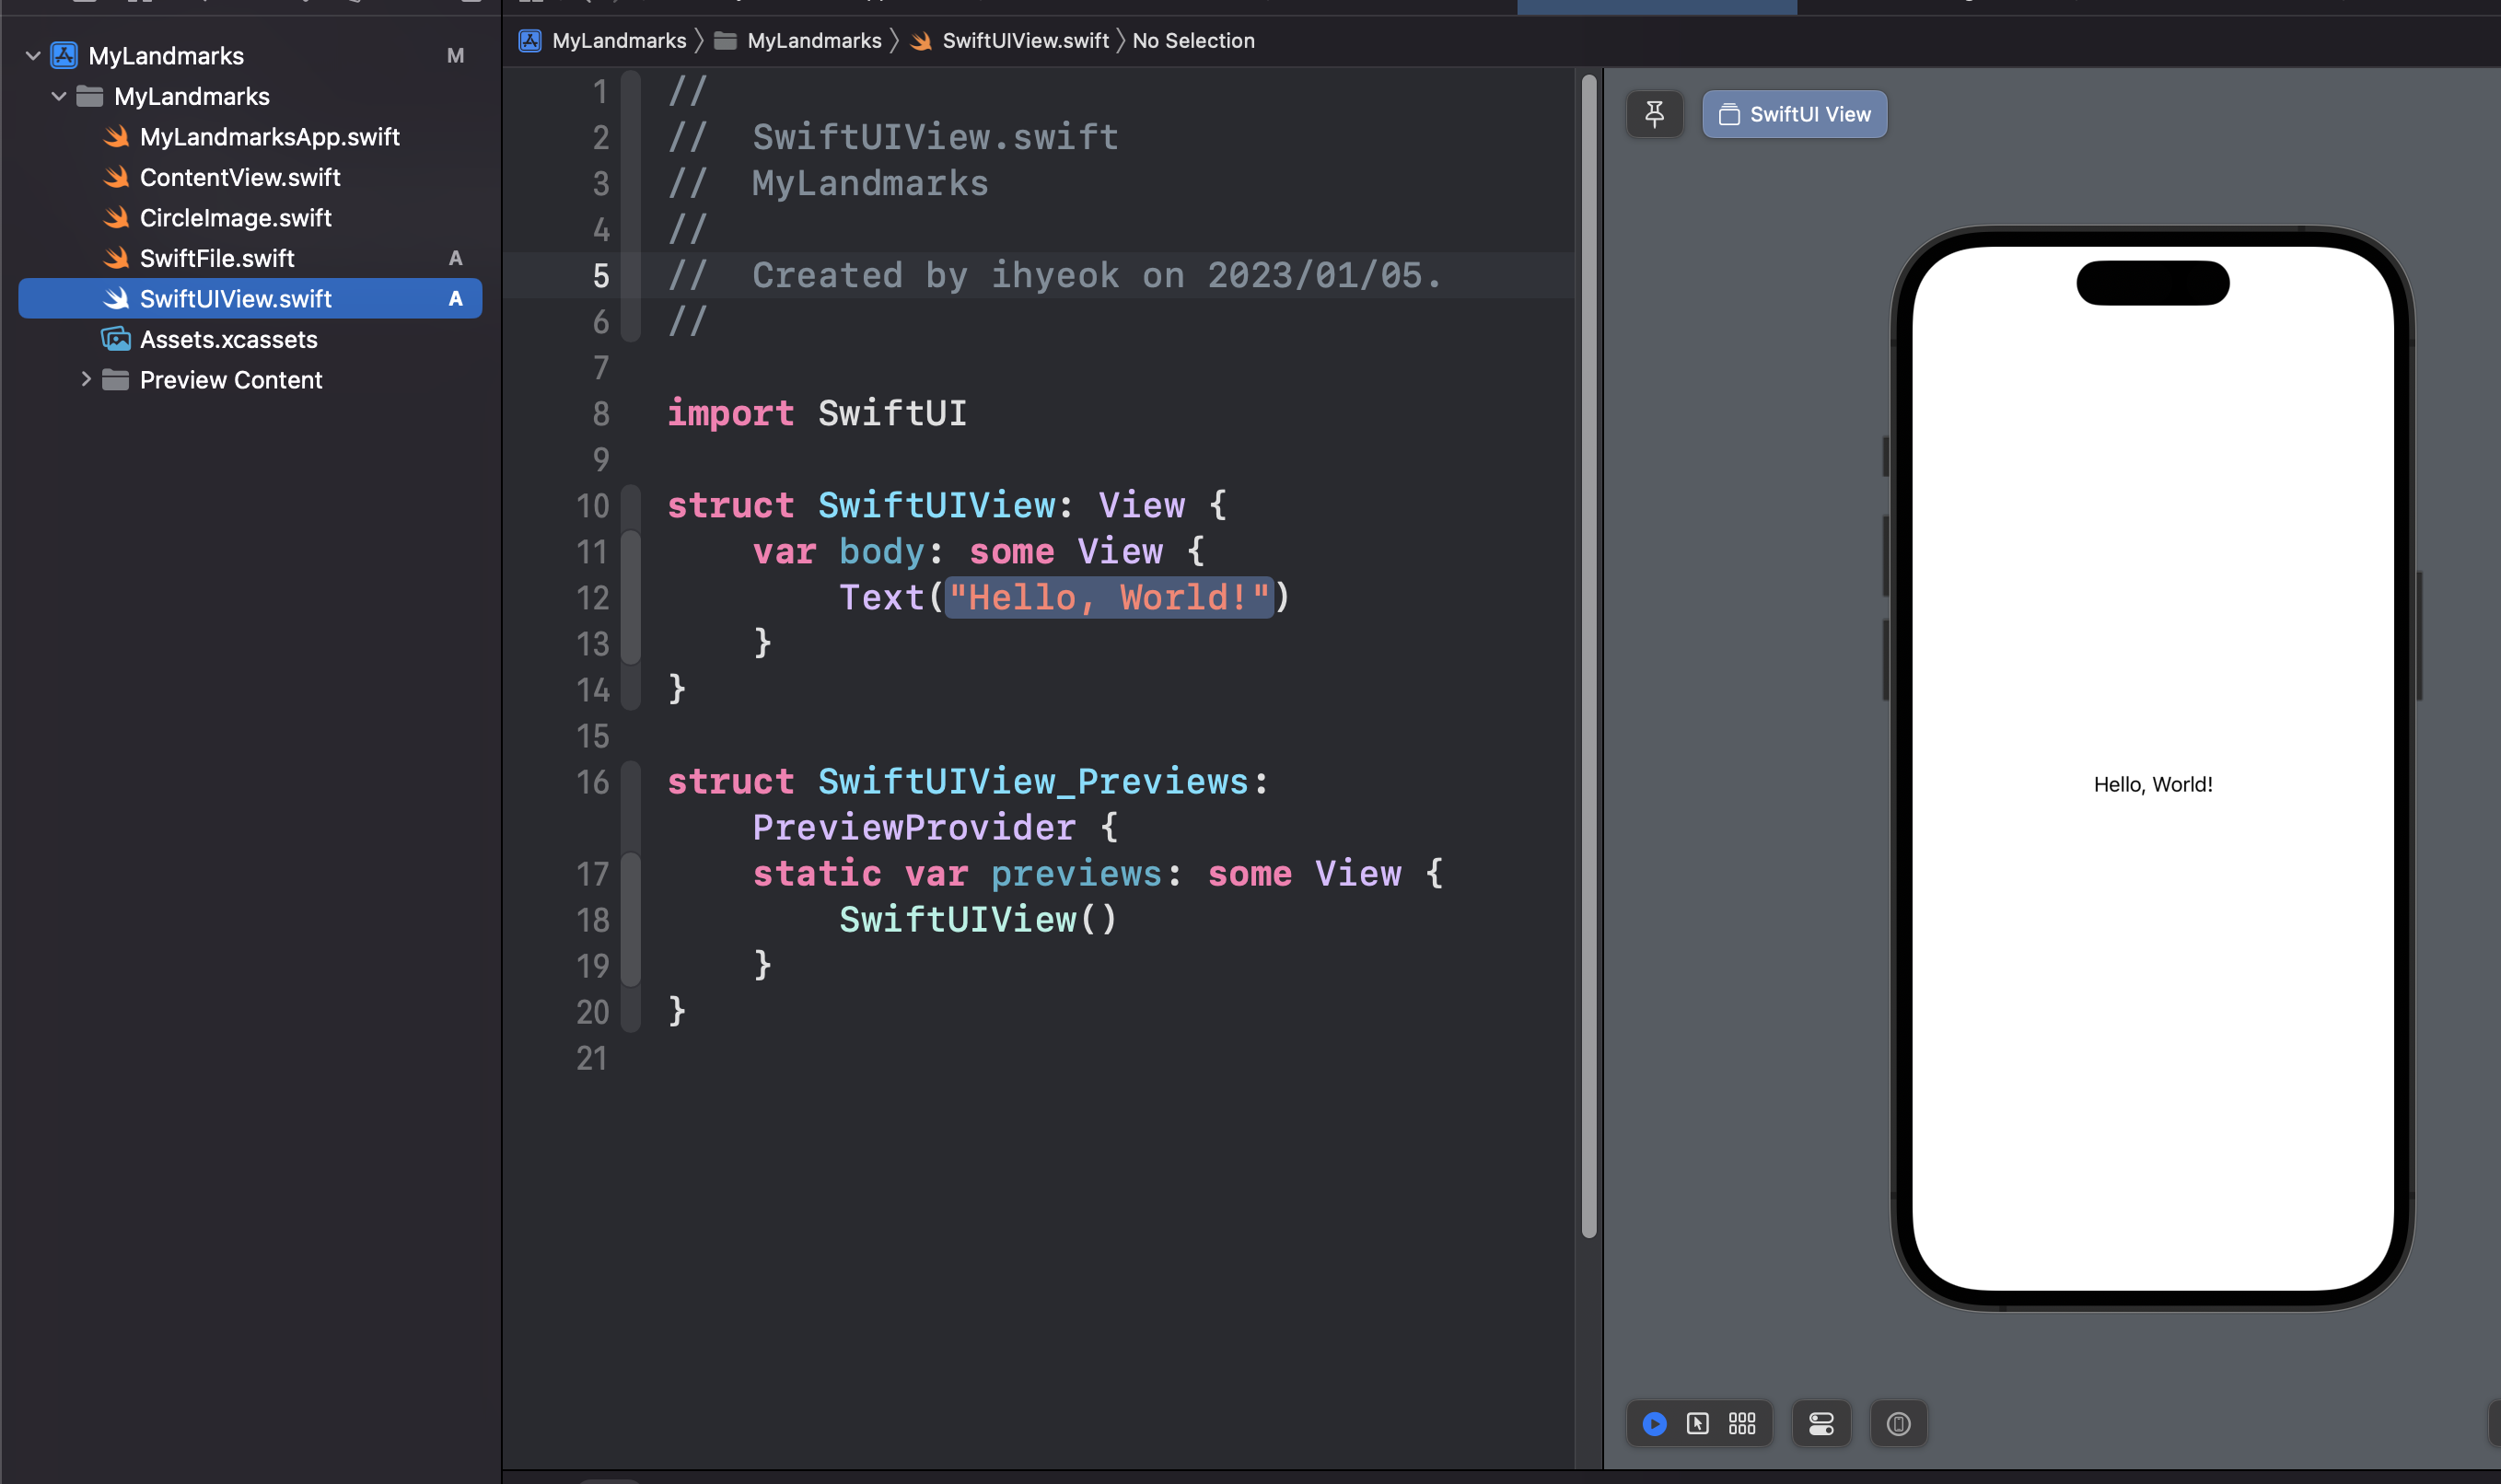 MyLandmarks M
MyLandmarks
MyLandmarksApp.swift
ContentView.swift
CircleImage.swift
SwiftFile.swift A
SwiftUIView.swift A
Assets.xcassets
Preview Content
MyLandmarks MyLandmarks SwiftUIView.swift No Selection
1 //
2 //  SwiftUIView.swift
3 //  MyLandmarks
4 //
5 //  Created by ihyeok on 2023/01/05.
6 //
7
8 import SwiftUI
9
10 struct SwiftUIView: View {
11     var body: some View {
12         Text("Hello, World!")
13     }
14 }
15
16 struct SwiftUIView_Previews:
PreviewProvider {
17     static var previews: some View {
18         SwiftUIView()
19     }
20 }
21
SwiftUI View
Hello, World!